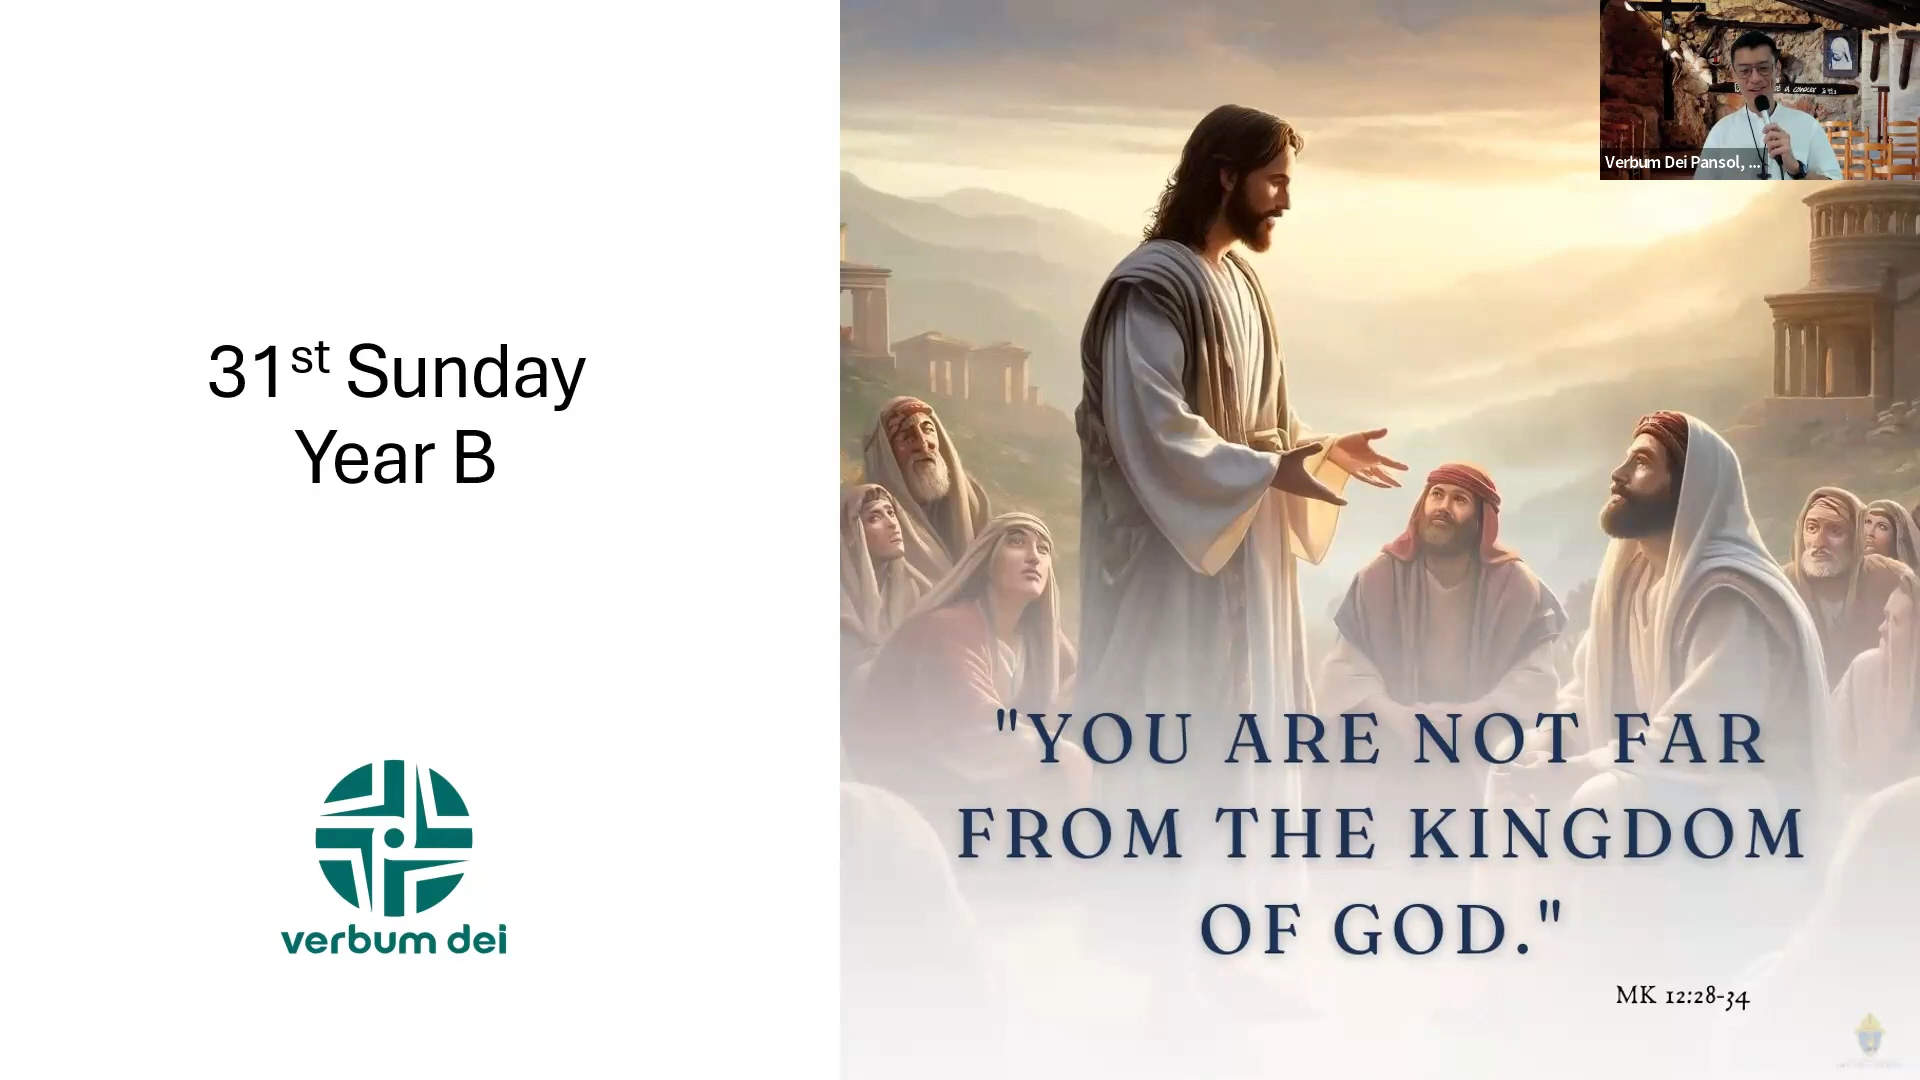 31st Sunday
Year B
verbum dei
Verbum Dei Pansol, ...
"YOU ARE NOT FAR
FROM THE KINGDOM
OF GOD."
MK 12:28-34